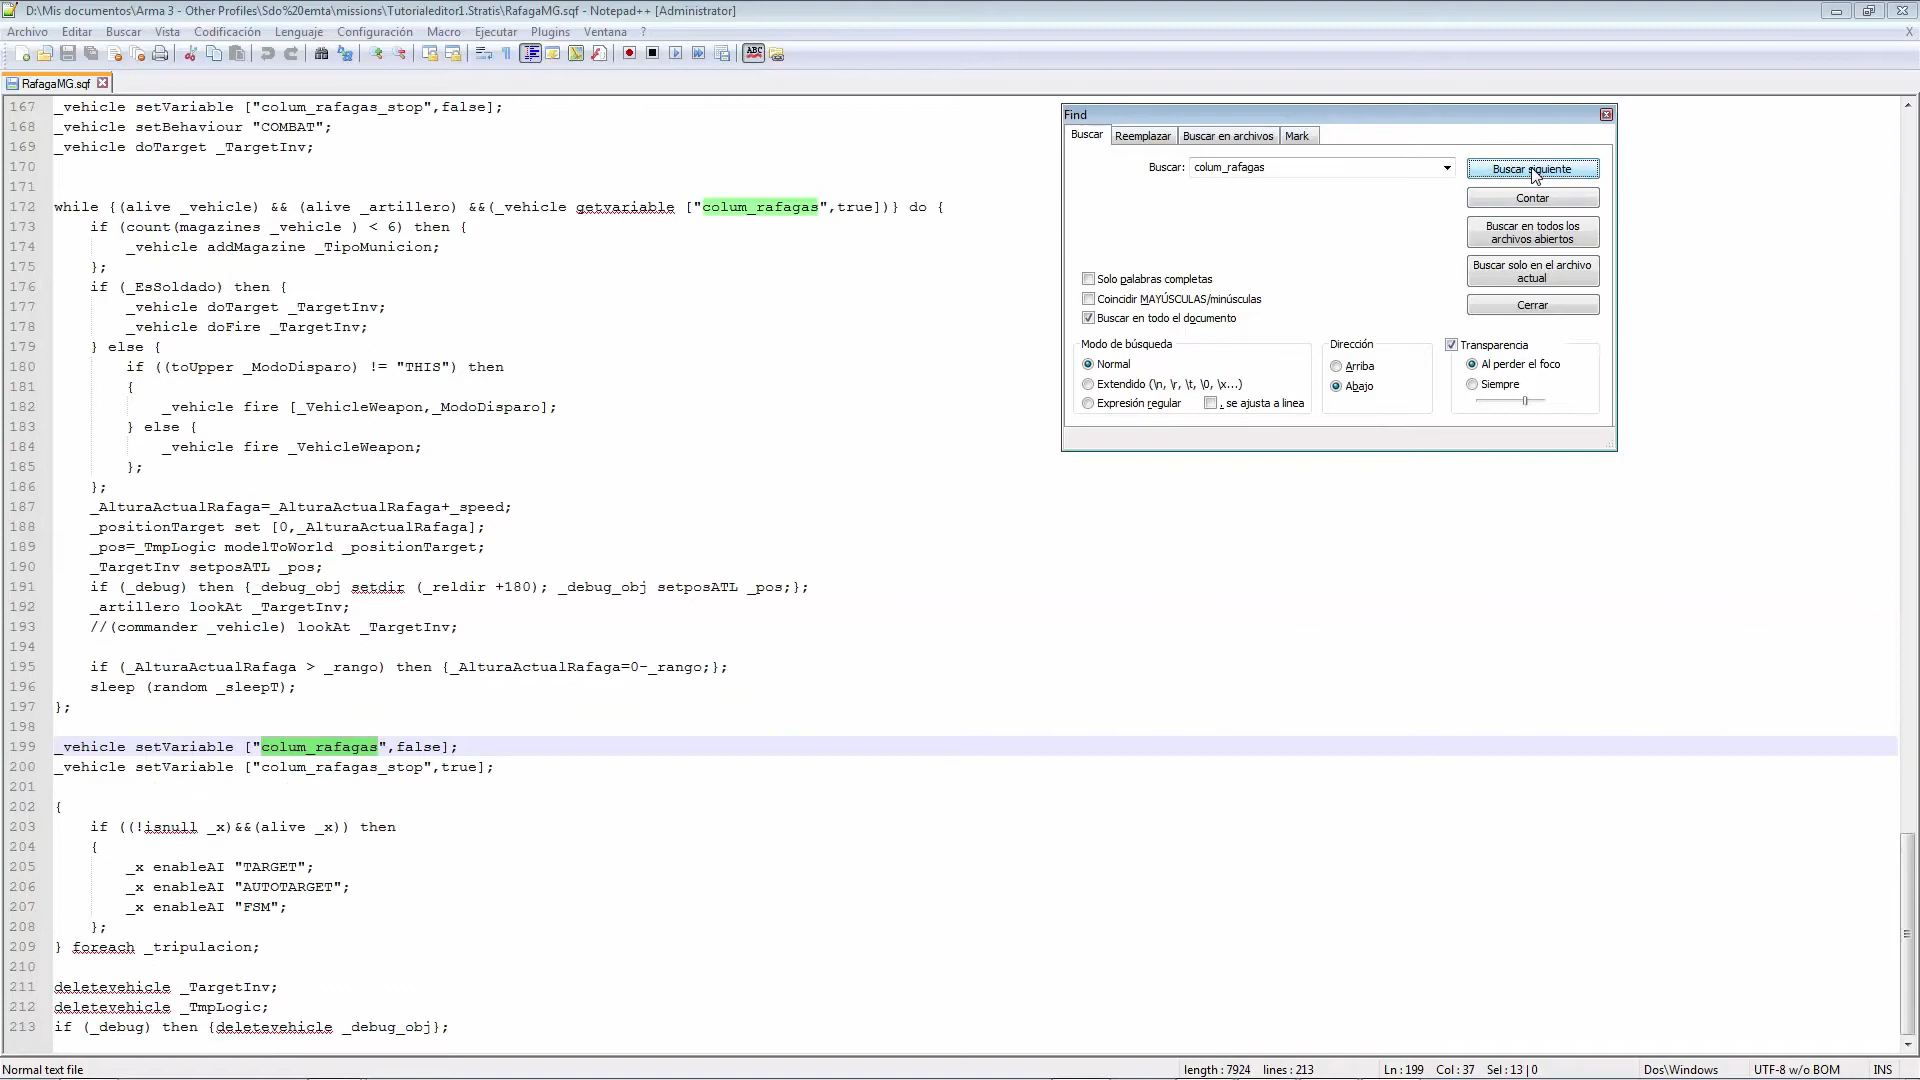 D:\Mis documentos\Arma 3 - Other Profiles\Sdo%20emta\missions\Tutorialeditor1.Stratis\RafagaMG.sqf - Notepad++ [Administrator]
Archivo Editar Buscar Vista Codificación Lenguaje Configuración Macro Ejecutar Plugins Ventana ? X
ABC
RafagaMG.sqf
167 _vehicle setVariable ["colum_rafagas_stop",false];
168 _vehicle setBehaviour "COMBAT";
169 _vehicle doTarget _TargetInv;
170
171
172 while {(alive _vehicle) && (alive _artillero) &&(_vehicle getvariable ["colum_rafagas",true])} do {
173 if (count(magazines _vehicle ) < 6) then {
174 _vehicle addMagazine _TipoMunicion;
175 };
176 if (_EsSoldado) then {
177 _vehicle doTarget _TargetInv;
178 _vehicle doFire _TargetInv;
179 } else {
180 if ((toUpper _ModoDisparo) != "THIS") then
181 {
182 _vehicle fire [_VehicleWeapon,_ModoDisparo];
183 } else {
184 _vehicle fire _VehicleWeapon;
185 };
186 };
187 _AlturaActualRafaga=_AlturaActualRafaga+_speed;
188 _positionTarget set [0,_AlturaActualRafaga];
189 _pos=_TmpLogic modelToWorld _positionTarget;
190 _TargetInv setposATL _pos;
191 if (_debug) then {_debug_obj setdir (_reldir +180); _debug_obj setposATL _pos;};
192 _artillero lookAt _TargetInv;
193 //(commander _vehicle) lookAt _TargetInv;
194
195 if (_AlturaActualRafaga > _rango) then {_AlturaActualRafaga=0-_rango;};
196 sleep (random _sleepT);
197 };
198
199 _vehicle setVariable ["colum_rafagas",false];
200 _vehicle setVariable ["colum_rafagas_stop",true];
201
202 {
203 if ((!isnull _x)&&(alive _x)) then
204 {
205 _x enableAI "TARGET";
206 _x enableAI "AUTOTARGET";
207 _x enableAI "FSM";
208 };
209 } foreach _tripulacion;
210
211 deletevehicle _TargetInv;
212 deletevehicle _TmpLogic;
213 if (_debug) then {deletevehicle _debug_obj};
Find
Buscar Reemplazar Buscar en archivos Mark
Buscar: colum_rafagas
Buscar siguiente
Contar
Buscar en todos los
archivos abiertos
Buscar solo en el archivo
actual
Cerrar
Solo palabras completas
Coincidir MAYÚSCULAS/minúsculas
Buscar en todo el documento
Modo de búsqueda
Normal
Extendido (\n, \r, \t, \0, \x...)
Expresión regular . se ajusta a linea
Dirección
Arriba
Abajo
Transparencia
Al perder el foco
Siempre
Normal text file length : 7924 lines : 213 Ln : 199 Col : 37 Sel : 13 | 0 Dos\Windows UTF-8 w/o BOM INS